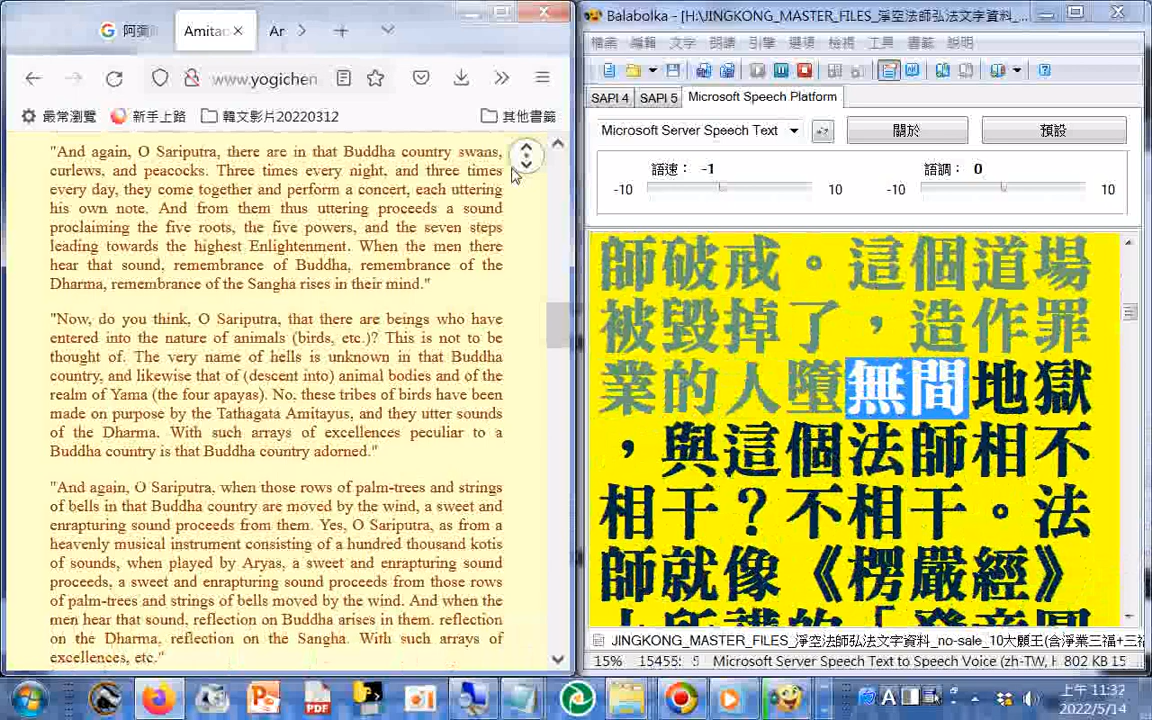 阿彌
Amitar
Ar
www.yogichen
最常瀏覽
新手上路
韓文影片20220312
其他書籤
"And again, O Sariputra, there are in that Buddha country swans,
curlews, and peacocks. Three times every night, and three times
every day, they come together and perform a concert, each uttering
his own note. And from them thus uttering proceeds a sound
proclaiming the five roots, the five powers, and the seven steps
leading towards the highest Enlightenment. When the men there
hear that sound, remembrance of Buddha, remembrance of the
Dharma, remembrance of the Sangha rises in their mind."
"Now, do you think, O Sariputra, that there are beings who have
entered into the nature of animals (birds, etc.)? This is not to be
thought of. The very name of hells is unknown in that Buddha
country, and likewise that of (descent into) animal bodies and of the
realm of Yama (the four apayas). No, these tribes of birds have been
made on purpose by the Tathagata Amitayus, and they utter sounds
of the Dharma. With such arrays of excellences peculiar to a
Buddha country is that Buddha country adorned."
"And again, O Sariputra, when those rows of palm-trees and strings
of bells in that Buddha country are moved by the wind, a sweet and
enrapturing sound proceeds from them. Yes, O Sariputra, as from a
heavenly musical instrument consisting of a hundred thousand kotis
of sounds, when played by Aryas, a sweet and enrapturing sound
proceeds, a sweet and enrapturing sound proceeds from those rows
of palm-trees and strings of bells moved by the wind. And when the
men hear that sound, reflection on Buddha arises in them. reflection
on the Dharma, reflection on the Sangha. With such arrays of
excellences, etc."
Balabolka - [H:\JINGKONG_MASTER_FILES_淨空法師弘法文字資料_...
檔案 編輯 文字 朗讀 引擎 選項 檢視 工具 書籤 說明
SAPI 4 SAPI 5 Microsoft Speech Platform
Microsoft Server Speech Text
關於
預設
語速： -1
語調： 0
-10 10 -10 10
師破戒。這個道場
被毀掉了，造作罪
業的人墮無間地獄
，與這個法師相不
相干？不相干。法
師就像《楞嚴經》
JINGKONG_MASTER_FILES_淨空法師弘法文字資料_no-sale_10大願王(含淨業三福+三福
15% 15455: Microsoft Server Speech Text to Speech Voice (zh-TW, H 802 KB 15
上午 11:32
2022/5/14